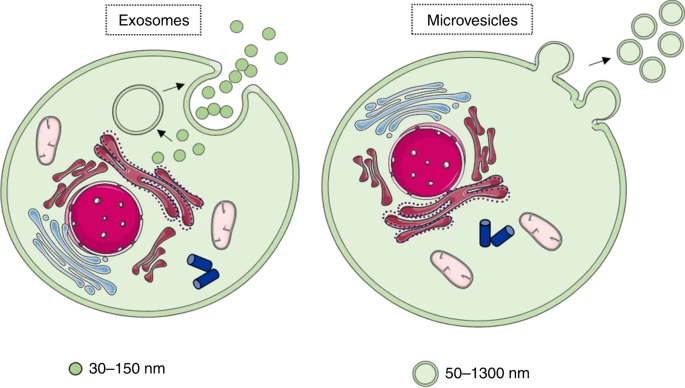 Exosomes
Microvesicles
30–150 nm
50–1300 nm